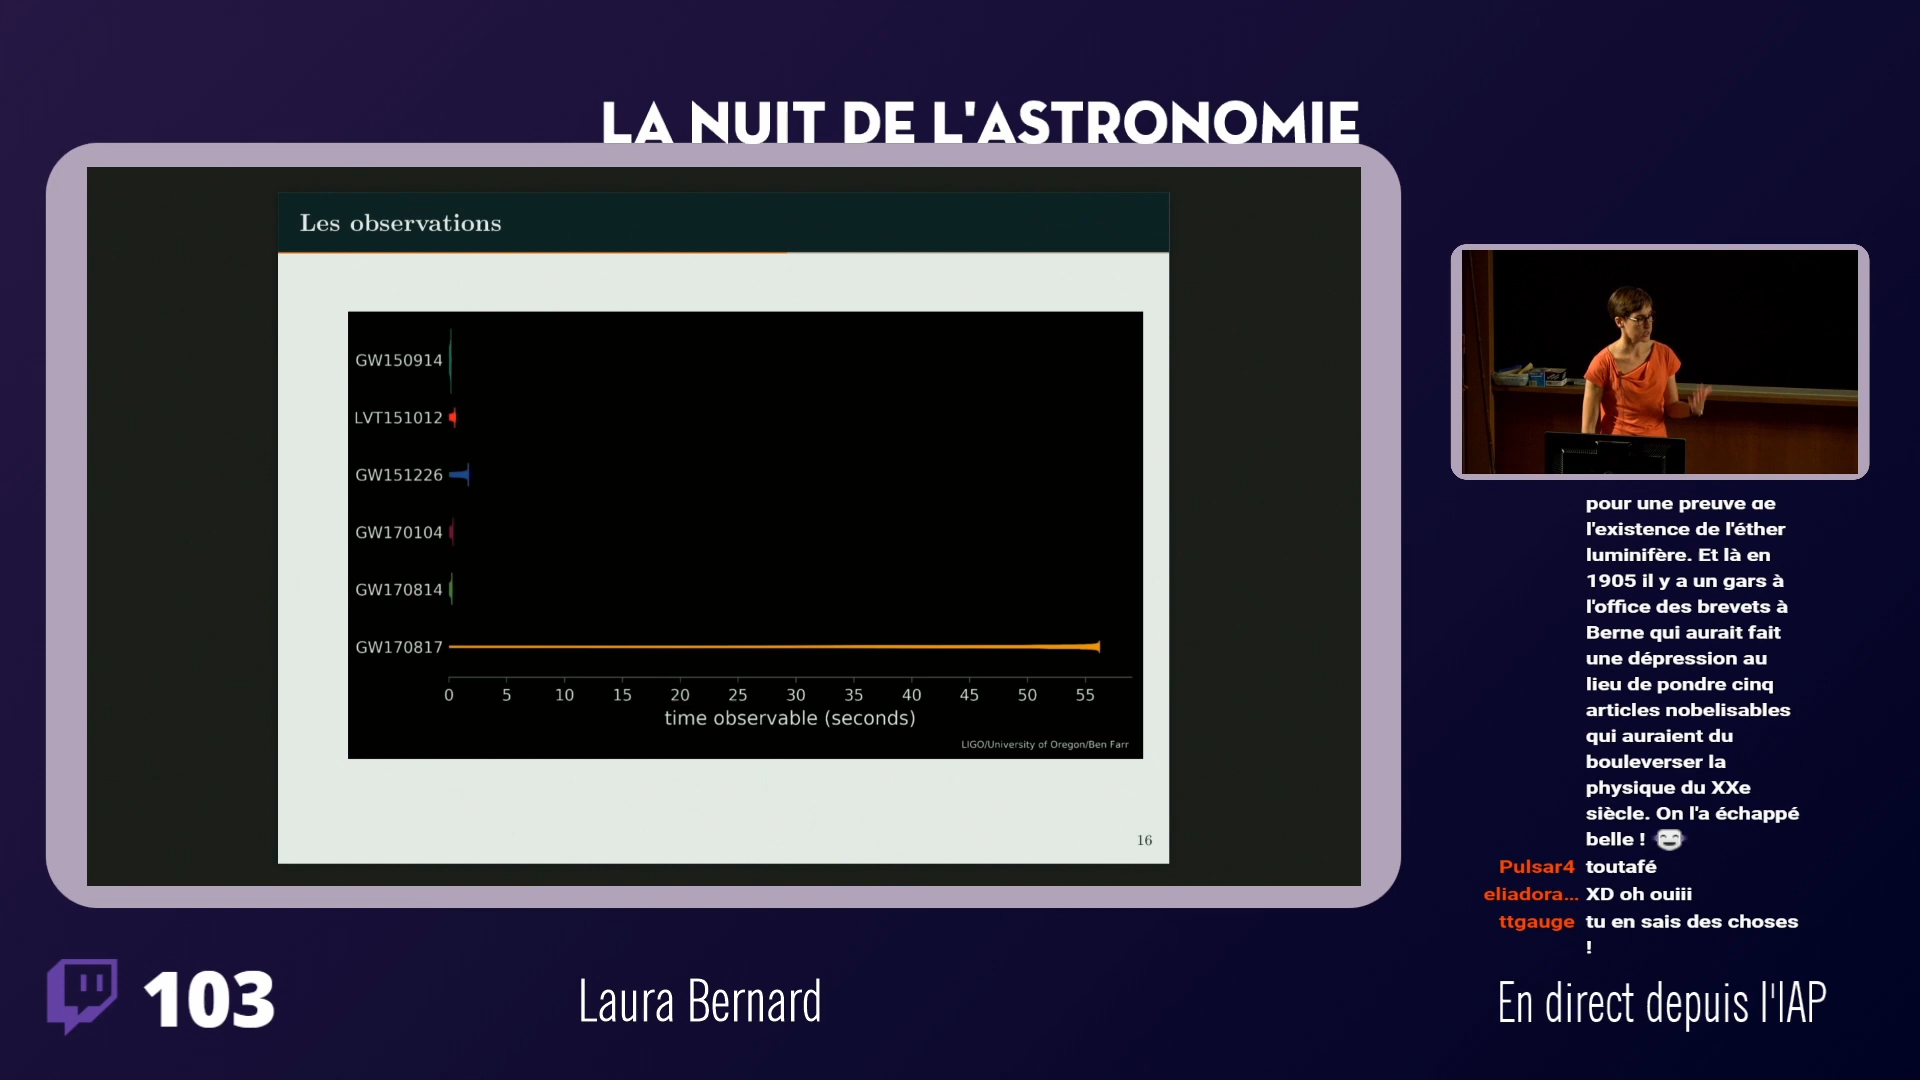 LA NUIT DE L'ASTRONOMIE
Les observations
GW150914
LVT151012
GW151226
GW170104
GW170814
GW170817
0 5 10 15 20 25 30 35 40 45 50 55
time observable (seconds)
LIGO/University of Oregon/Ben Farr
16
pour une preuve de
l'existence de l'éther
luminifère. Et là en
1905 il y a un gars à
l'office des brevets à
Berne qui aurait fait
une dépression au
lieu de pondre cinq
articles nobelisables
qui auraient du
bouleverser la
physique du XXe
siècle. On l'a échappé
belle !
Pulsar4 toutafé
eliadora... XD oh ouiii
ttgauge tu en sais des choses
!
103
Laura Bernard
En direct depuis l'IAP